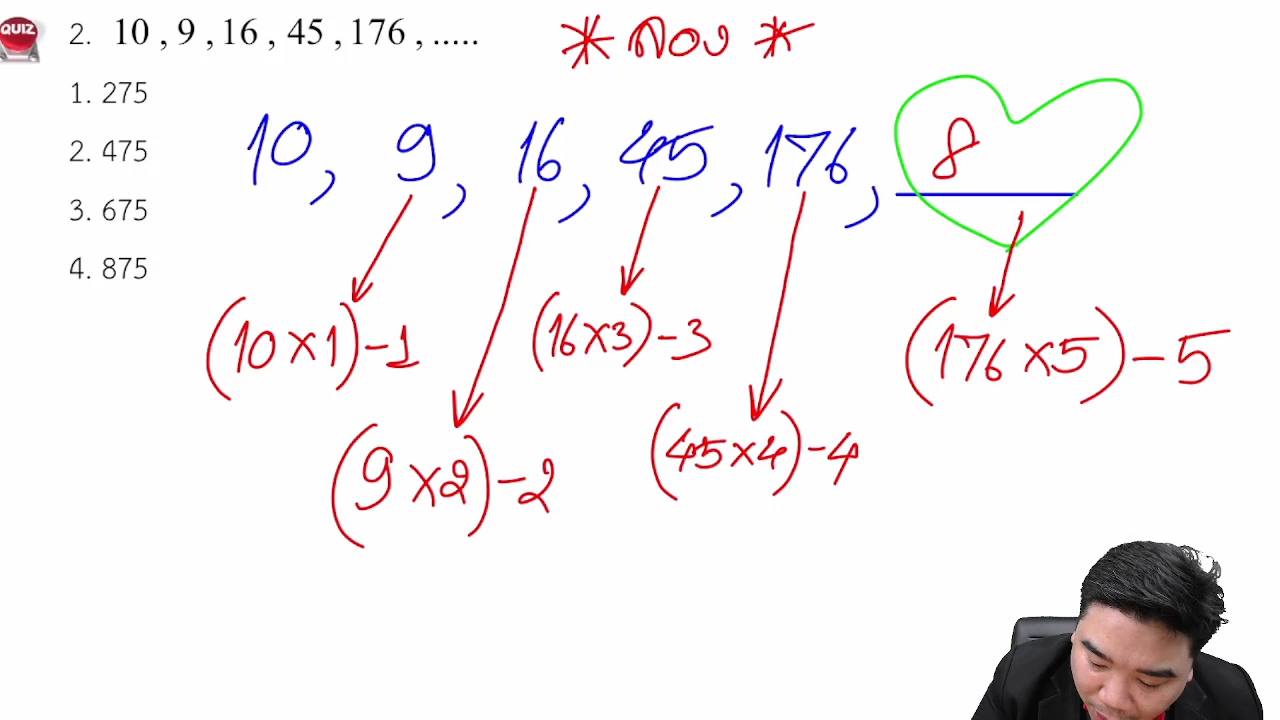 QUIZ
2. 10 , 9 , 16 , 45 , 176 , .....
* ลอง *
1. 275
2. 475
3. 675
4. 875
10, 9, 16, 45, 176, 8
(10×1)-1
(16×3)-3
(176×5)-5
(9×2)-2
(45×4)-4